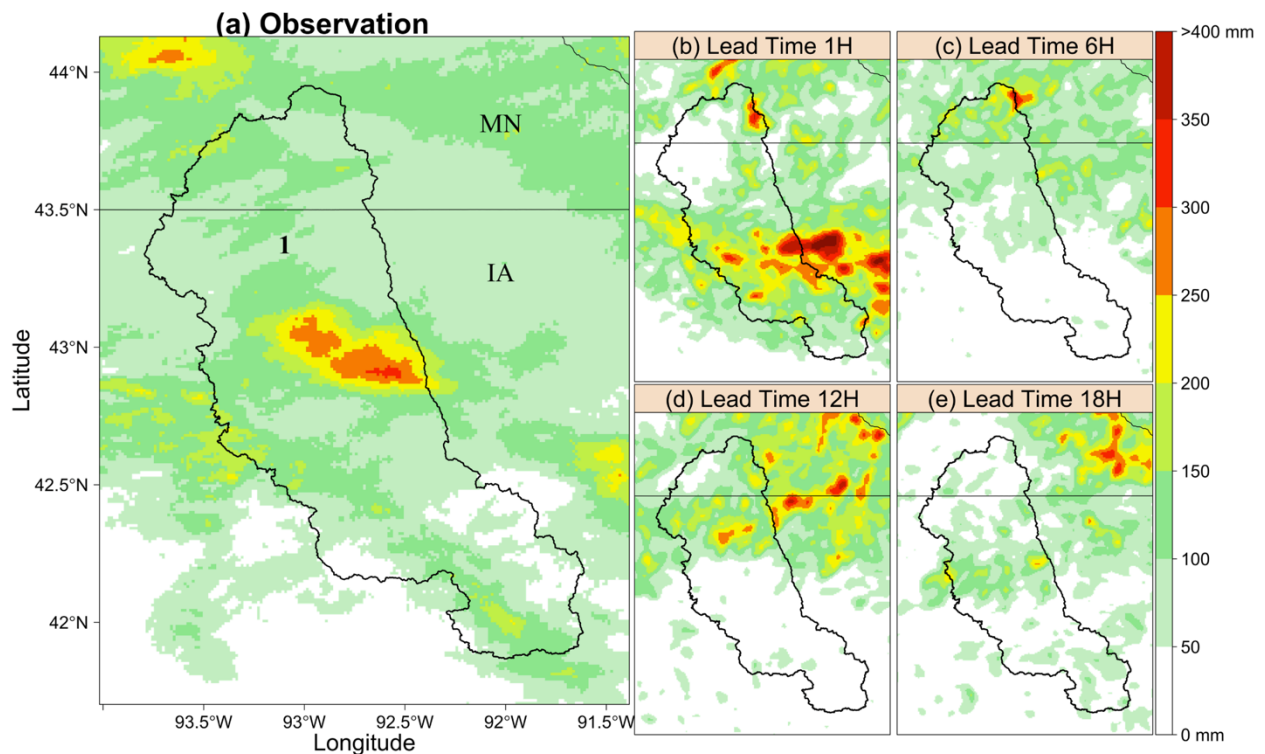 (a) Observation
(b) Lead Time 1H
(c) Lead Time 6H
>400 mm
44°N
MN
350
43.5°N
1
IA
300
Latitude
43°N
250
(d) Lead Time 12H
(e) Lead Time 18H
200
42.5°N
150
100
42°N
50
93.5°W 93°W 92.5°W 92°W 91.5°W
0 mm
Longitude